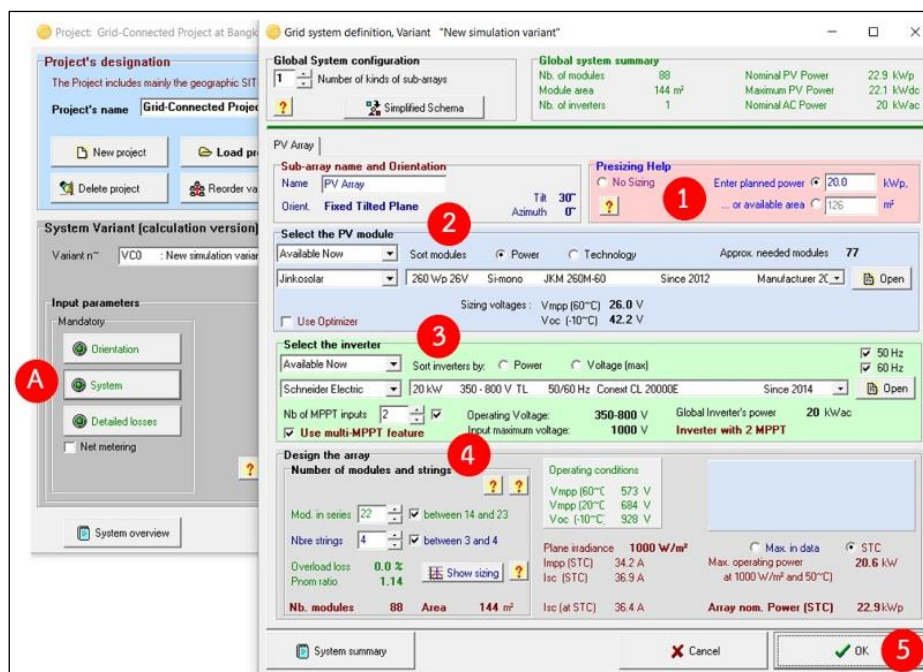 Project: Grid-Connected Project at Bangk
Project's designation
The Project includes mainly the geographic SIT
Project's name Grid-Connected Projec
New project Load pr
Delete project Reorder va
System Variant (calculation version)
Variant n~ VC0 : New simulation varian
Input parameters
Mandatory
Orientation
A
System
Detailed losses
Net metering
?
System overview
Grid system definition, Variant "New simulation variant"
Global System configuration
1 Number of kinds of sub-arrays
? Simplified Schema
Global system summary
Nb. of modules 88 Nominal PV Power 22.9 kWp
Module area 144 m² Maximum PV Power 22.1 kWdc
Nb. of inverters 1 Nominal AC Power 20 kWac
PV Array
Sub-array name and Orientation
Name PV Array
Orient. Fixed Tilted Plane Tilt 30~
Azimuth 0~
Presizing Help
No Sizing 1 Enter planned power 20.0 kWp,
? ... or available area 126 m²
2
Select the PV module
Available Now Sort modules Power Technology Approx. needed modules 77
Jinkosolar 260 Wp 26V Si-mono JKM 260M-60 Since 2012 Manufacturer 2C Open
Sizing voltages : Vmpp (60~C) 26.0 V
Use Optimizer Voc (-10~C) 42.2 V
3
Select the inverter
Available Now Sort inverters by: Power Voltage (max) 50 Hz
60 Hz
Schneider Electric 20 kW 350 - 800 V TL 50/60 Hz Conext CL 20000E Since 2014 Open
Nb of MPPT inputs 2 Operating Voltage: 350-800 V Global Inverter's power 20 kWac
Use multi-MPPT feature Input maximum voltage: 1000 V Inverter with 2 MPPT
4
Design the array
Number of modules and strings
? ?
Mod. in series 22 between 14 and 23
Nbre strings 4 between 3 and 4
Overload loss 0.0 %
Pnom ratio 1.14 Show sizing ?
Nb. modules 88 Area 144 m²
Operating conditions
Vmpp (60~C 573 V
Vmpp (20~C 684 V
Voc (-10~C) 928 V
Plane irradiance 1000 W/m² Max. in data STC
Impp (STC) 34.2 A Max. operating power 20.6 kW
Isc (STC) 36.9 A at 1000 W/m² and 50~C)
Isc (at STC) 36.4 A Array nom. Power (STC) 22.9 kWp
System summary Cancel OK 5